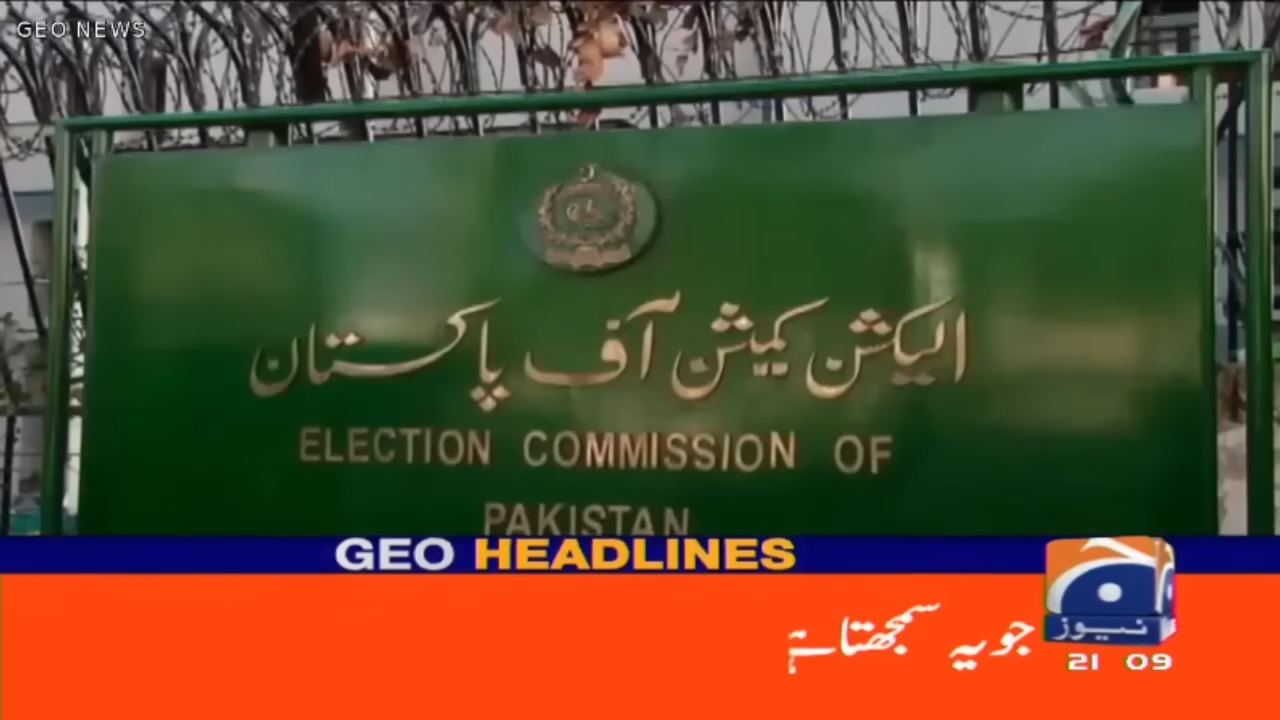 GEO NEWS
الیکشن کمیشن آف پاکستان
ELECTION COMMISSION OF
PAKISTAN
GEO HEADLINES
جو یہ سمجھتا ہے
نیوز
21 09